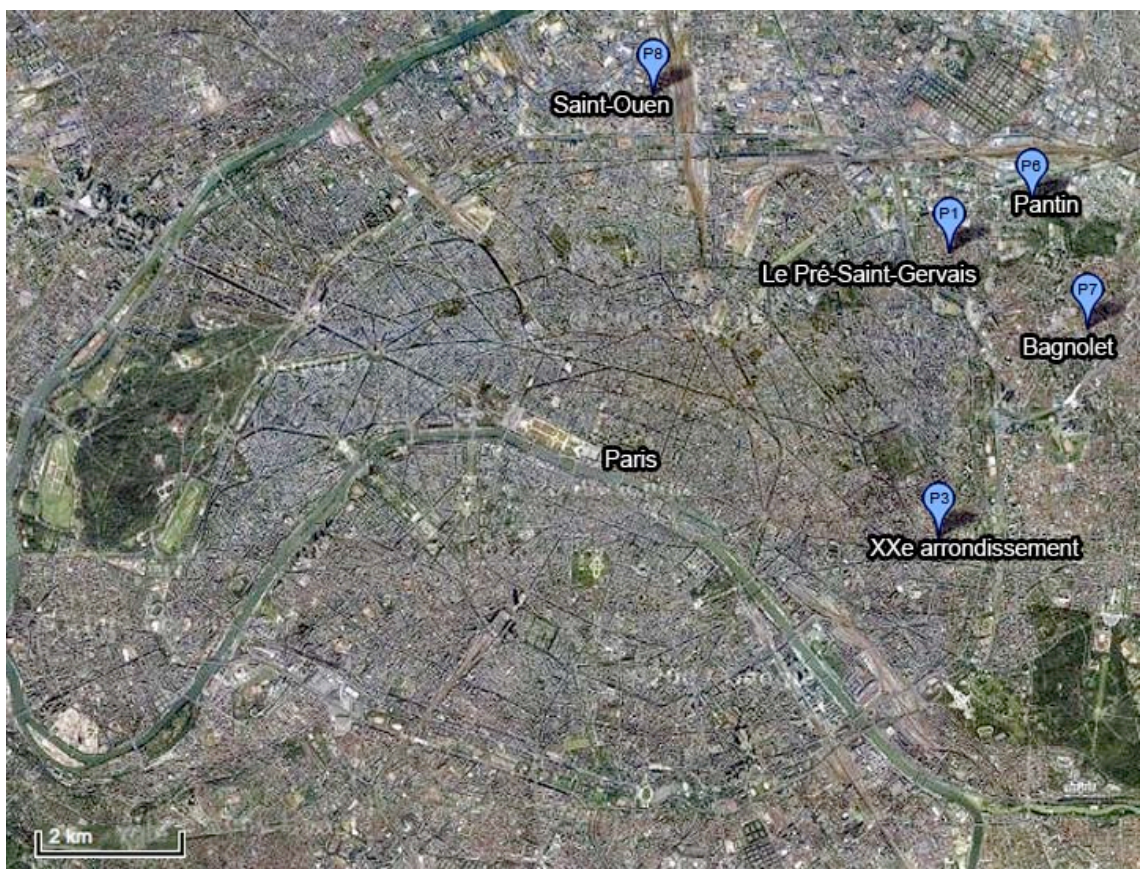 P8
Saint-Ouen
P6
Pantin
P1
Le Pré-Saint-Gervais
P7
Bagnolet
Paris
P3
XXe arrondissement
2 km